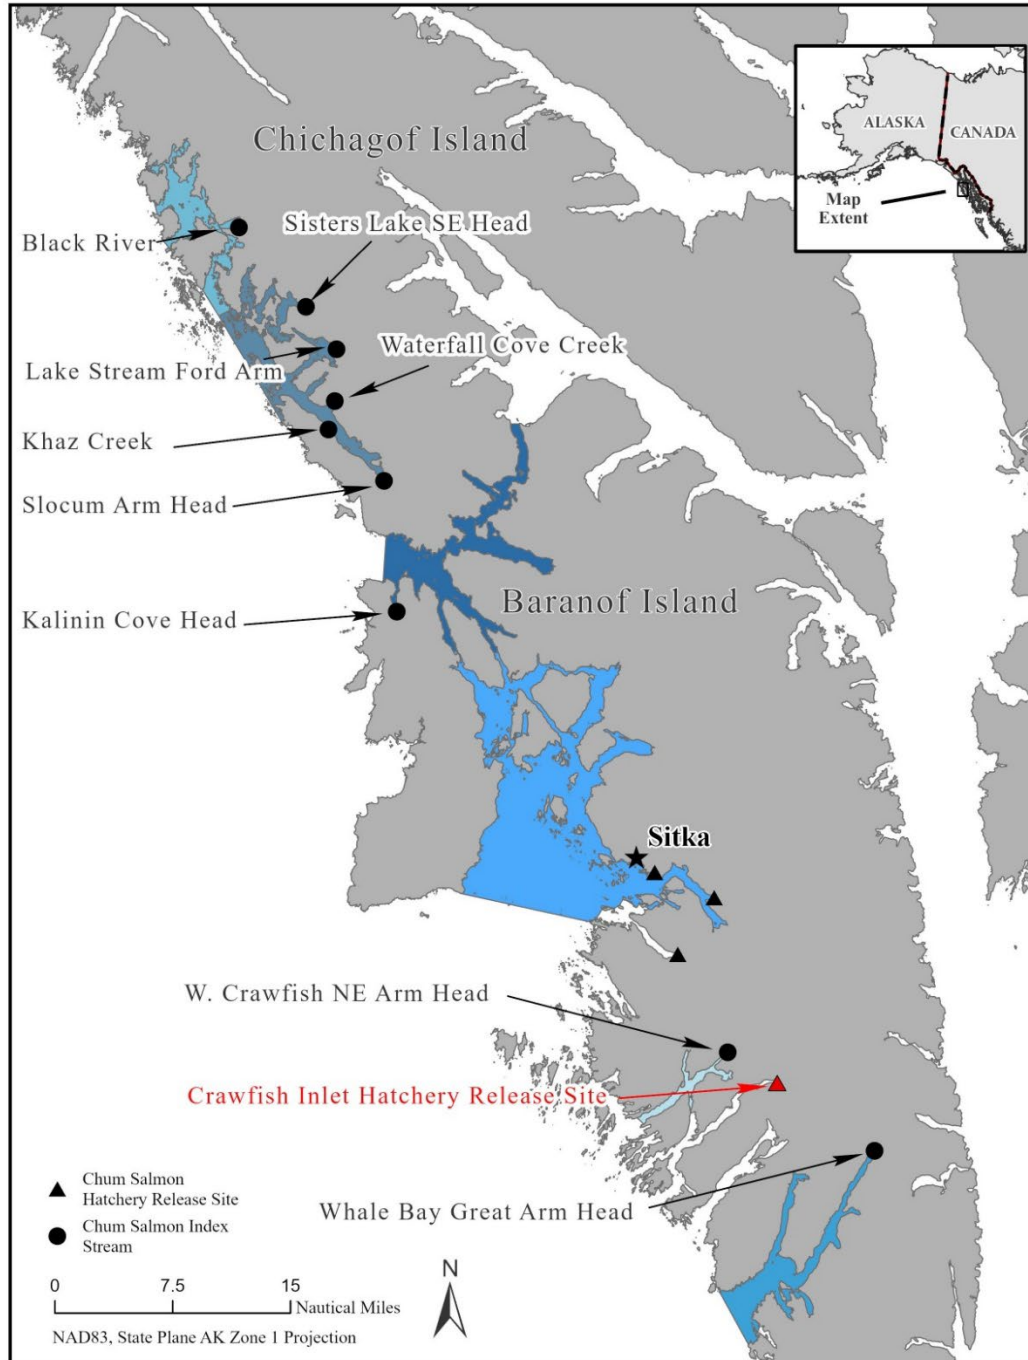 Chichagof Island
ALASKA
CANADA
Map
Extent
Sisters Lake SE Head
Black River
Waterfall Cove Creek
Lake Stream Ford Arm
Khaz Creek
Slocum Arm Head
Baranof Island
Kalinin Cove Head
Sitka
W. Crawfish NE Arm Head
Crawfish Inlet Hatchery Release Site
Whale Bay Great Arm Head
Chum Salmon
Hatchery Release Site
Chum Salmon Index
Stream
N
0 7.5 15
Nautical Miles
NAD83, State Plane AK Zone 1 Projection